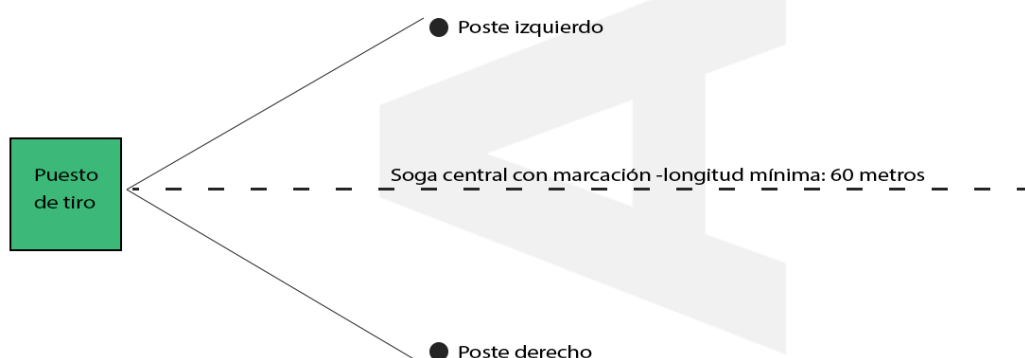 Poste izquierdo
Puesto
de tiro
Soga central con marcación -longitud mínima: 60 metros
Poste derecho